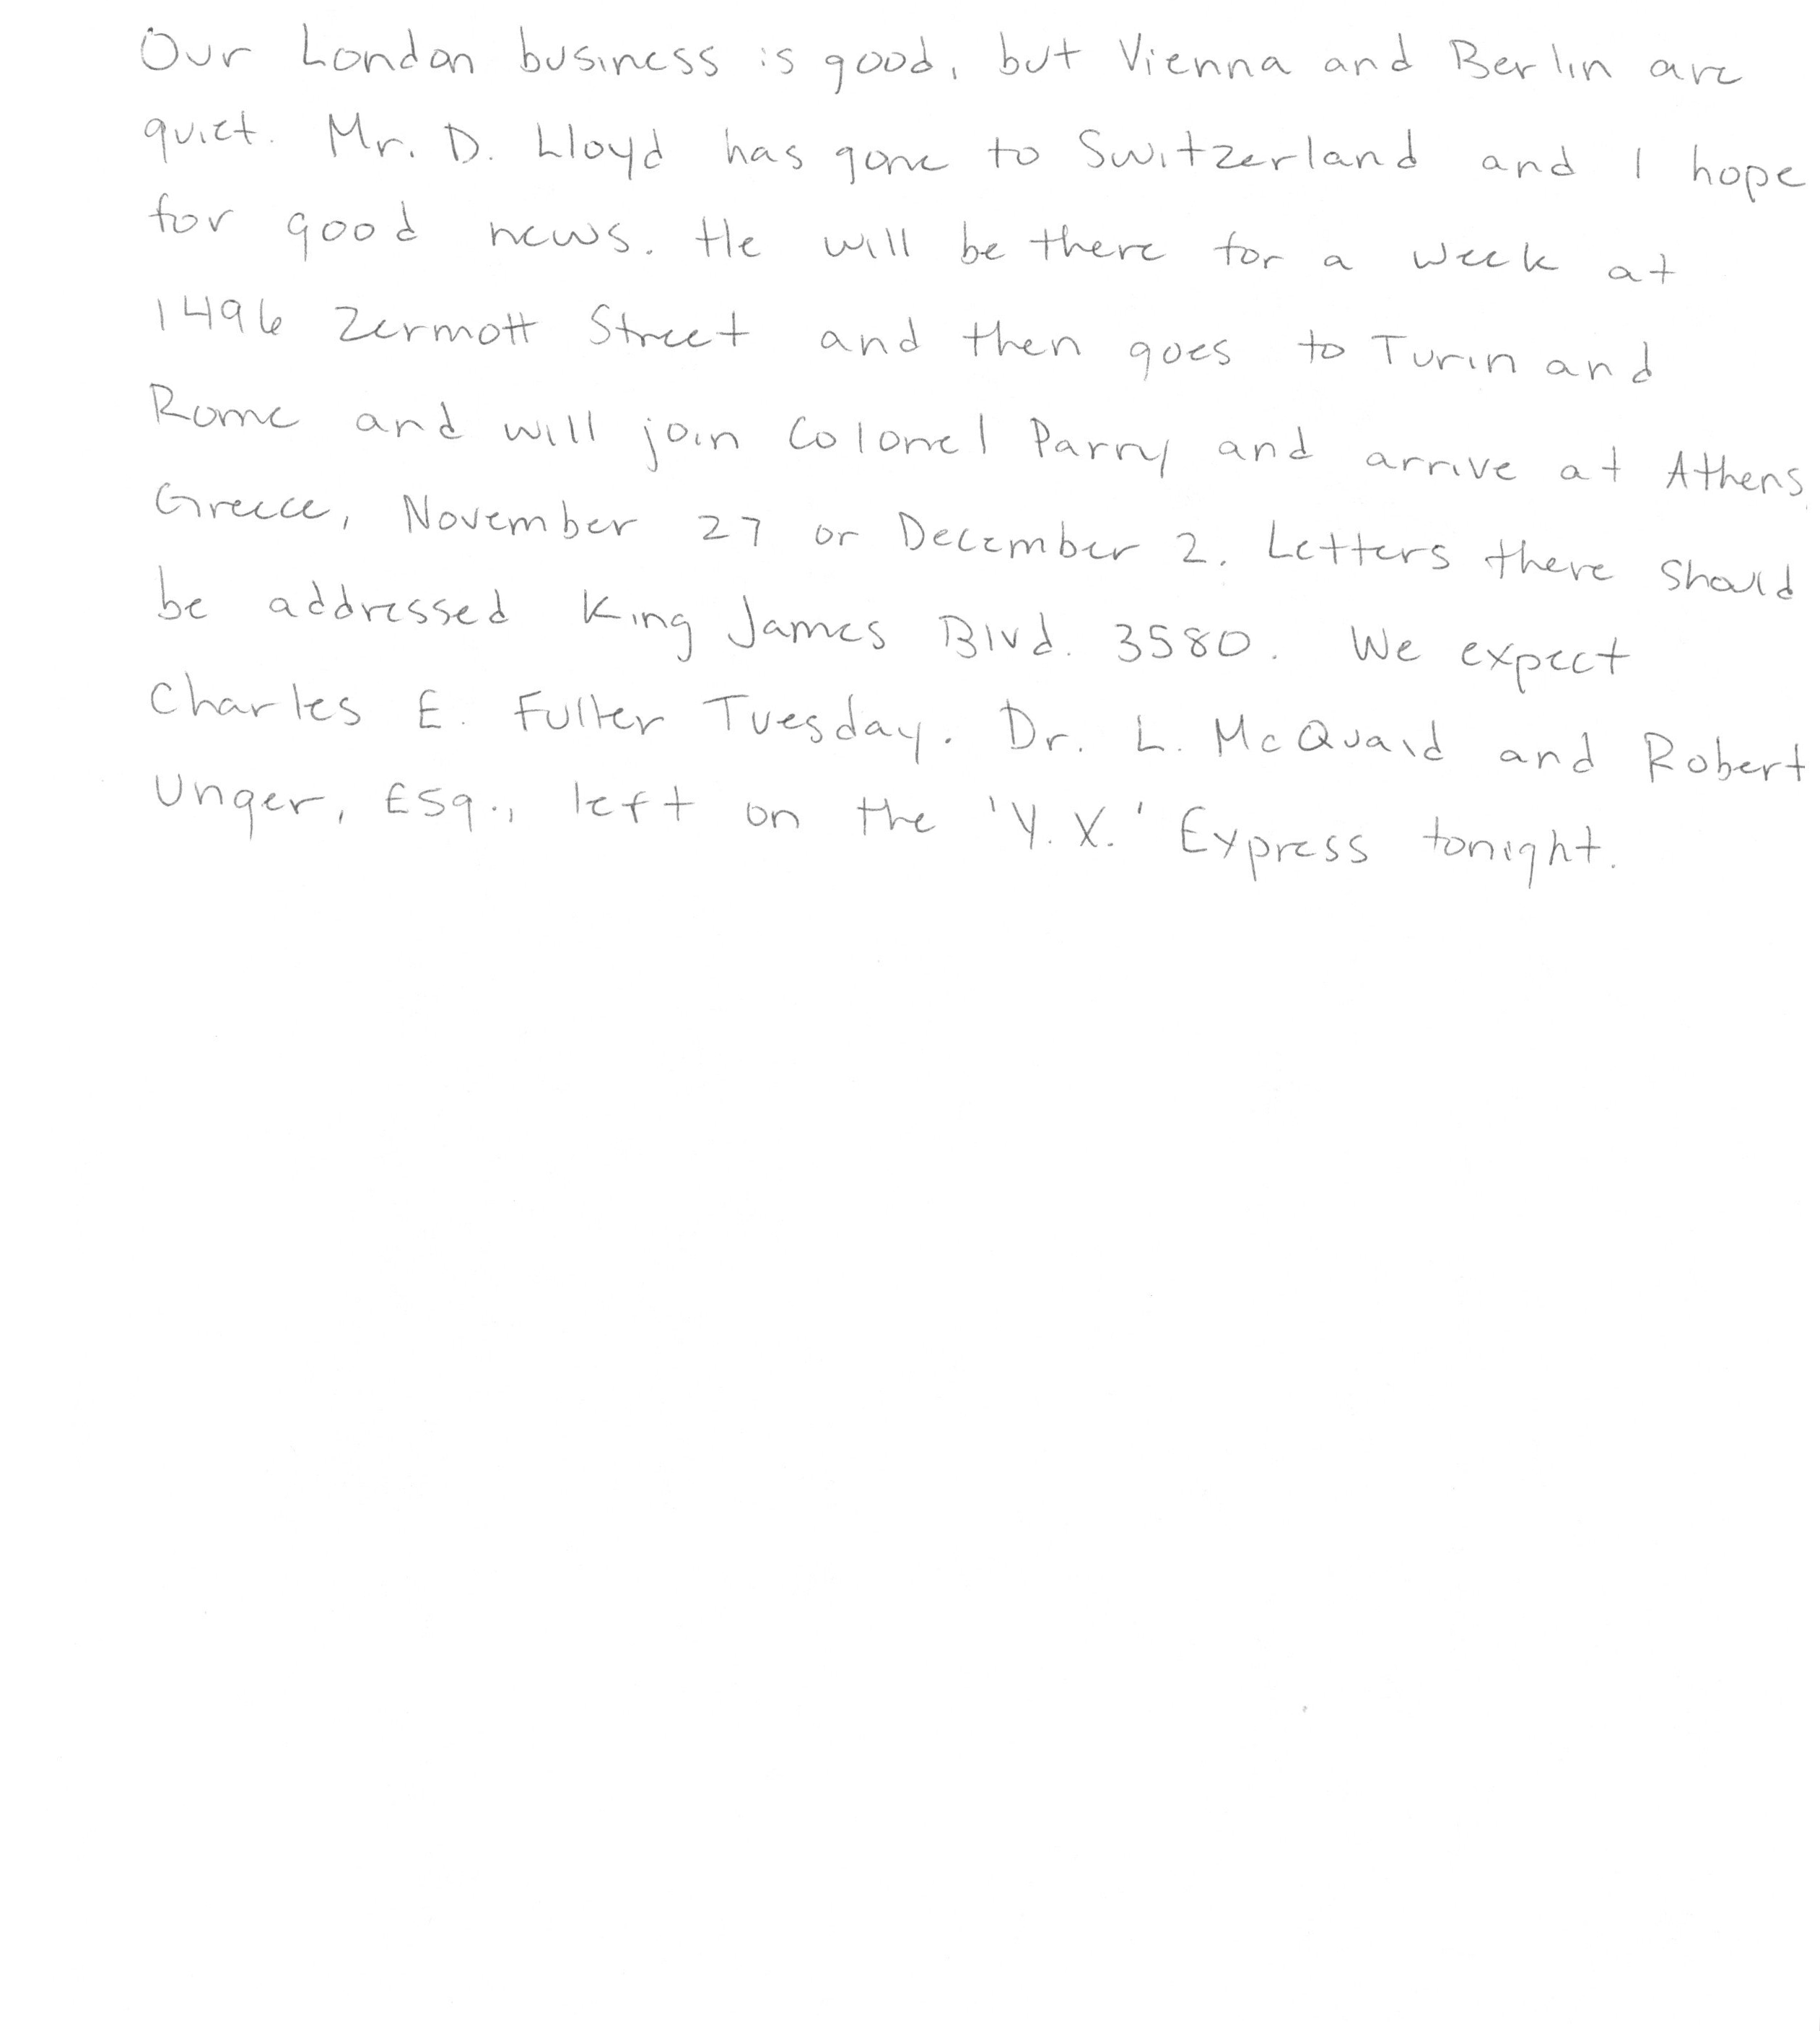 Our London business is good, but Vienna and Berlin are
quiet. Mr. D. Lloyd has gone to Switzerland and I hope
for good news. He will be there for a week at
1496 Zermott Street and then goes to Turin and
Rome and will join Colonel Parry and arrive at Athens,
Greece, November 27 or December 2. Letters there should
be addressed King James Blvd. 3580. We expect
Charles E. Fuller Tuesday. Dr. L. McQuaid and Robert
Unger, Esq., left on the 'Y.X.' Express tonight.